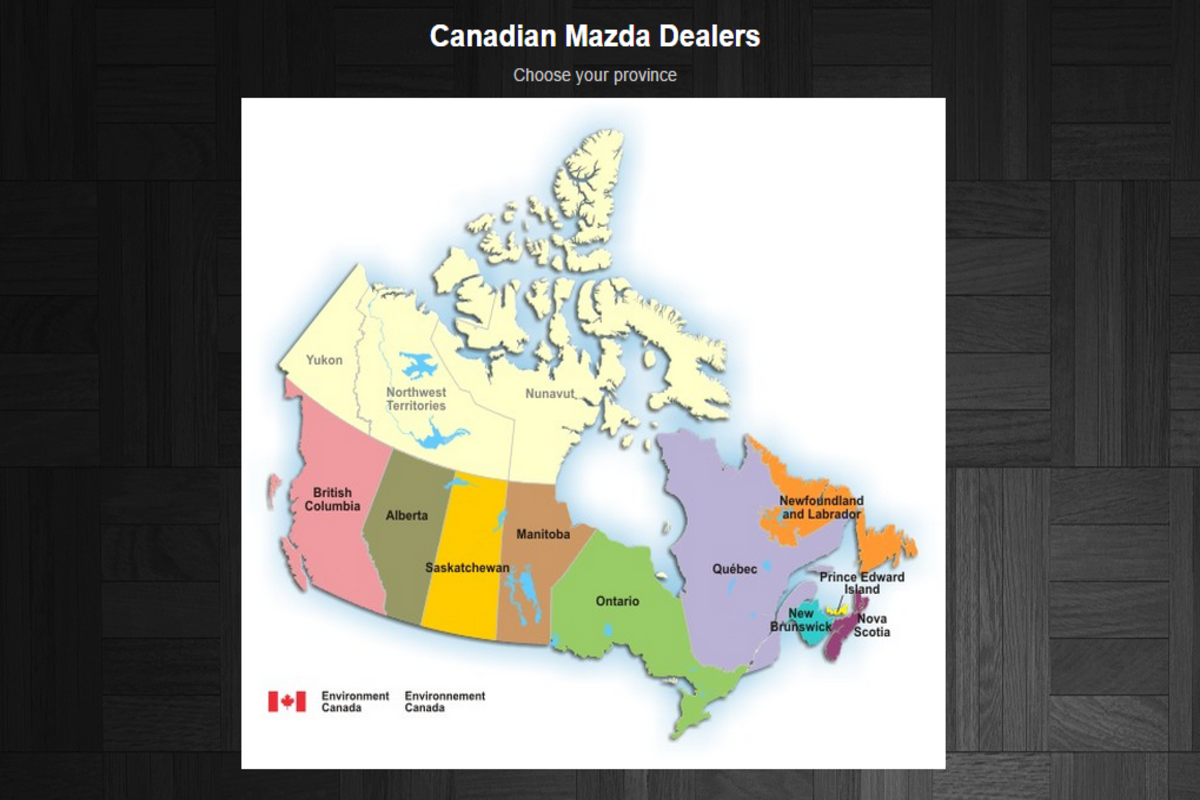 Canadian Mazda Dealers
Choose your province
Yukon
Northwest
Territories
Nunavut
British
Columbia
Alberta
Saskatchewan
Manitoba
Ontario
Québec
Newfoundland
and Labrador
Prince Edward
Island
New
Brunswick
Nova
Scotia
Environment
Canada
Environnement
Canada